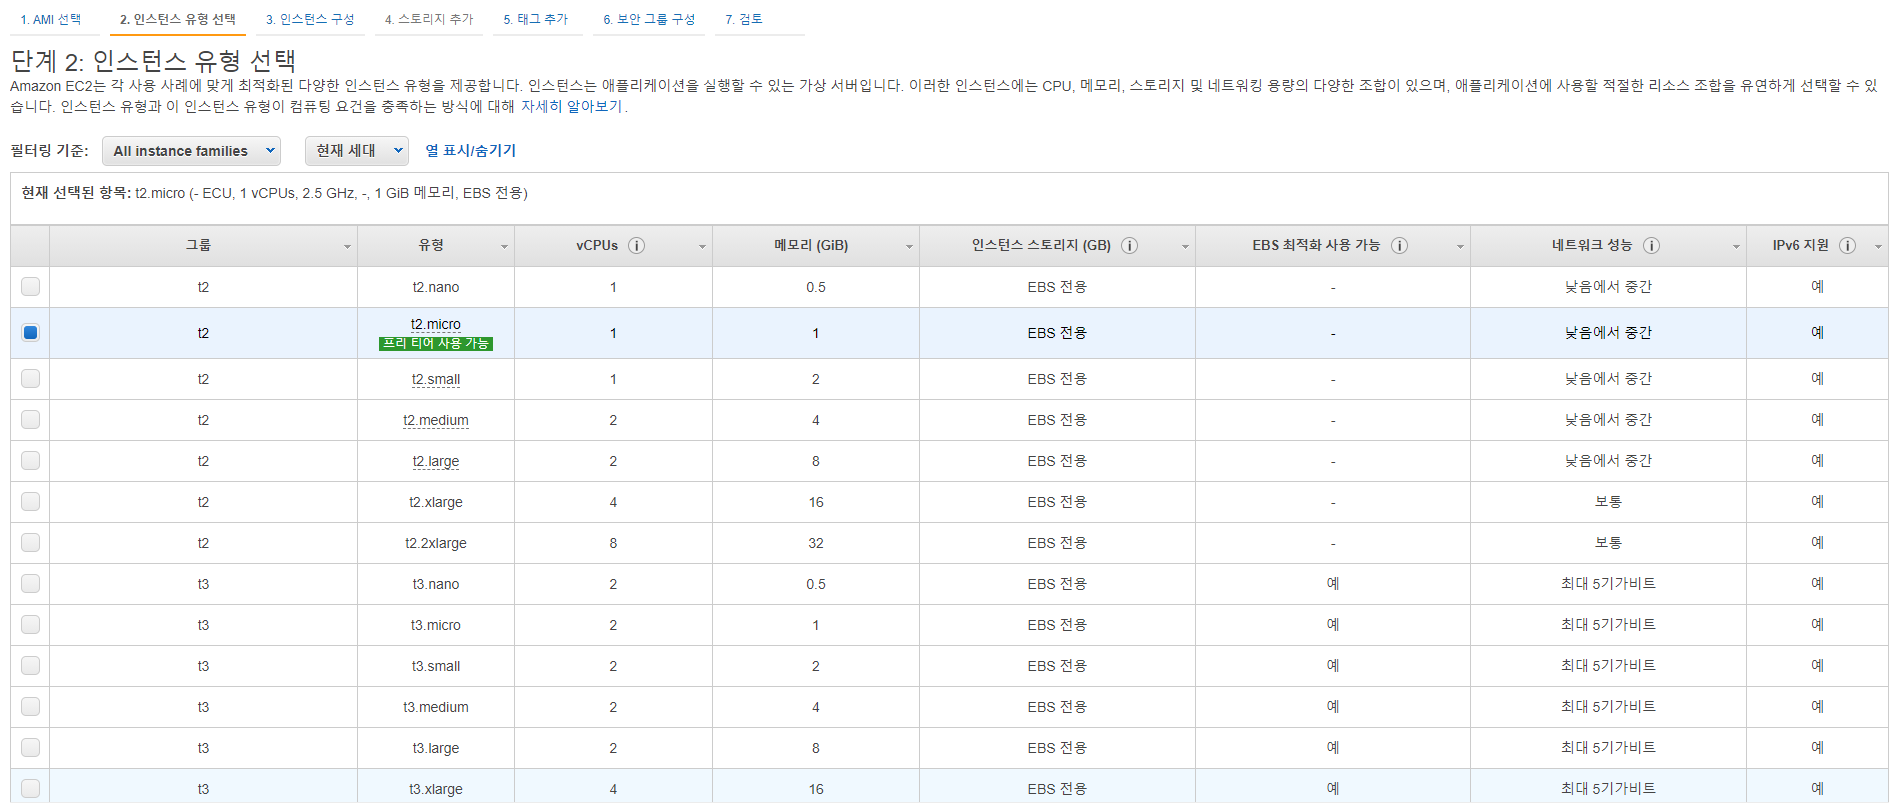 1. AMI 선택 2. 인스턴스 유형 선택 3. 인스턴스 구성 4. 스토리지 추가 5. 태그 추가 6. 보안 그룹 구성 7. 검토
단계 2: 인스턴스 유형 선택
Amazon EC2는 각 사용 사례에 맞게 최적화된 다양한 인스턴스 유형을 제공합니다. 인스턴스는 애플리케이션을 실행할 수 있는 가상 서버입니다. 이러한 인스턴스에는 CPU, 메모리, 스토리지 및 네트워킹 용량의 다양한 조합이 있으며, 애플리케이션에 사용할 적절한 리소스 조합을 유연하게 선택할 수 있
습니다. 인스턴스 유형과 이 인스턴스 유형이 컴퓨팅 요건을 충족하는 방식에 대해 자세히 알아보기.
필터링 기준: All instance families 현재 세대 열 표시/숨기기
현재 선택된 항목: t2.micro (- ECU, 1 vCPUs, 2.5 GHz, -, 1 GiB 메모리, EBS 전용)
그룹 유형 vCPUs 메모리 (GiB) 인스턴스 스토리지 (GB) EBS 최적화 사용 가능 네트워크 성능 IPv6 지원
t2 t2.nano 1 0.5 EBS 전용 - 낮음에서 중간 예
t2 t2.micro 1 1 EBS 전용 - 낮음에서 중간 예
프리 티어 사용 가능
t2 t2.small 1 2 EBS 전용 - 낮음에서 중간 예
t2 t2.medium 2 4 EBS 전용 - 낮음에서 중간 예
t2 t2.large 2 8 EBS 전용 - 낮음에서 중간 예
t2 t2.xlarge 4 16 EBS 전용 - 보통 예
t2 t2.2xlarge 8 32 EBS 전용 - 보통 예
t3 t3.nano 2 0.5 EBS 전용 예 최대 5기가비트 예
t3 t3.micro 2 1 EBS 전용 예 최대 5기가비트 예
t3 t3.small 2 2 EBS 전용 예 최대 5기가비트 예
t3 t3.medium 2 4 EBS 전용 예 최대 5기가비트 예
t3 t3.large 2 8 EBS 전용 예 최대 5기가비트 예
t3 t3.xlarge 4 16 EBS 전용 예 최대 5기가비트 예